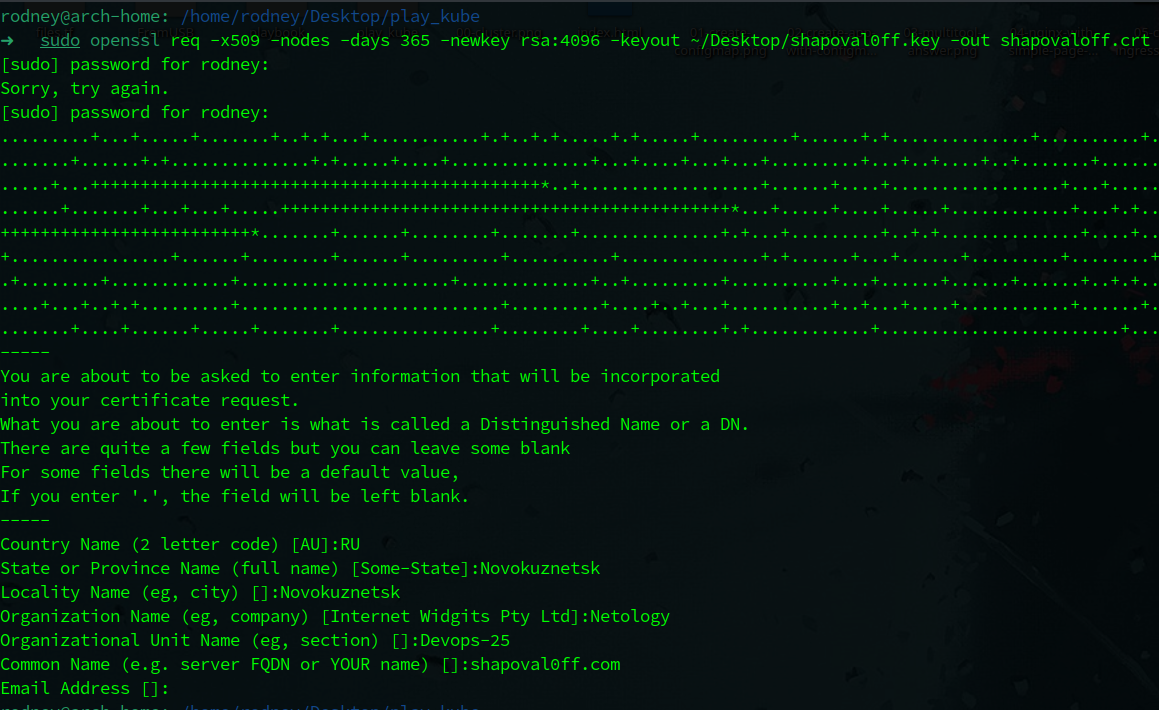 rodney@arch-home: /home/rodney/Desktop/play_kube
→ sudo openssl req -x509 -nodes -days 365 -newkey rsa:4096 -keyout ~/Desktop/shapoval0ff.key -out shapovaloff.crt
[sudo] password for rodney:
Sorry, try again.
[sudo] password for rodney:
.........+...+.....+.......+..+.+...+...........+.+..+.+.....+.+.....+.........+......+.+..............+..........+.
.......+......+.+..............+.+.....+....+..............+...+....+...+...+.........+...+..+....+..+.......+......
.....+...+++++++++++++++++++++++++++++++++++++++++++++*..+..................+......+....+.................+...+.....
......+.......+...+...+.....+++++++++++++++++++++++++++++++++++++++++++++*...+.....+....+.....+............+...+.+..
+++++++++++++++++++++++++*.......+......+........+.......+..............+.+...+.........+..+.+..............+....+..
+................+......+.........+......+.........+..........+..............+.+......+...+......+.........+........+
.+........+............+.....................+.............+..+.........+............+.....+......+......+..+.+..
....+...+..+.+.........+..........................+.........+....+..+...+..........+..+...+....+...........+......+.
.......+....+......+.....+.......+...............+........+....+.......+.+...........+........................+...
-----
You are about to be asked to enter information that will be incorporated
into your certificate request.
What you are about to enter is what is called a Distinguished Name or a DN.
There are quite a few fields but you can leave some blank
For some fields there will be a default value,
If you enter '.', the field will be left blank.
-----
Country Name (2 letter code) [AU]:RU
State or Province Name (full name) [Some-State]:Novokuznetsk
Locality Name (eg, city) []:Novokuznetsk
Organization Name (eg, company) [Internet Widgits Pty Ltd]:Netology
Organizational Unit Name (eg, section) []:Devops-25
Common Name (e.g. server FQDN or YOUR name) []:shapoval0ff.com
Email Address []:
rodney@arch-home: /home/rodney/Desktop/play_kube